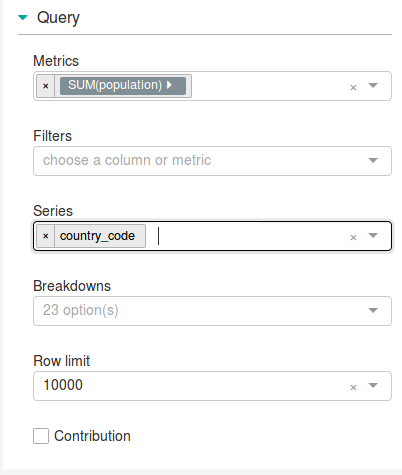 Query
Metrics
× SUM(population) ×
Filters
choose a column or metric
Series
× country_code ×
Breakdowns
23 option(s)
Row limit
10000 ×
Contribution